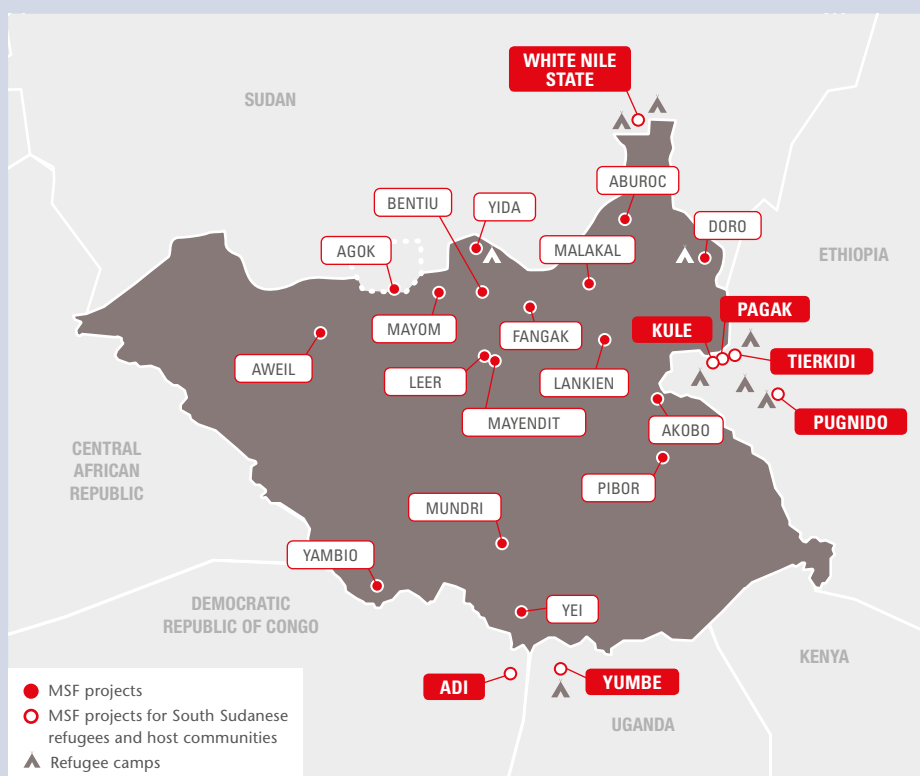 WHITE NILE
STATE
SUDAN
ABUROC
BENTIU
YIDA
DORO
AGOK
MALAKAL
ETHIOPIA
PAGAK
KULE
MAYOM
FANGAK
TIERKIDI
AWEIL
LEER
LANKIEN
MAYENDIT
PUGNIDO
AKOBO
CENTRAL
AFRICAN
REPUBLIC
PIBOR
MUNDRI
YAMBIO
DEMOCRATIC
REPUBLIC OF CONGO
YEI
KENYA
ADI
YUMBE
UGANDA
MSF projects
MSF projects for South Sudanese
refugees and host communities
Refugee camps